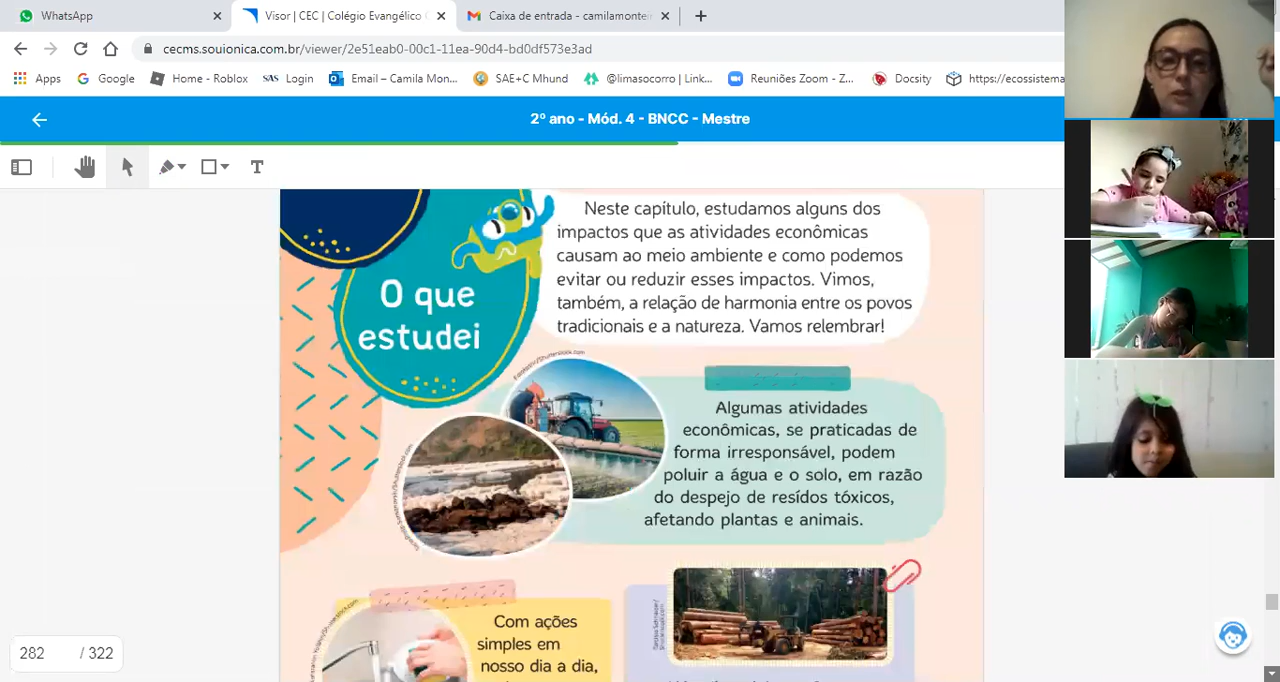 WhatsApp
Visor | CEC | Colégio Evangélico
Caixa de entrada - camilamonte
cecms.souionica.com.br/viewer/2e51eab0-00c1-11ea-90d4-bd0df573e3ad
Apps
Google
Home - Roblox
SAS Login
Email – Camila Mon...
SAE+C Mhund
@limasocorro | Link...
Reuniões Zoom - Z...
Docsity
https://ecossistema
2º ano - Mód. 4 - BNCC - Mestre
T
O que
estudei
Neste capítulo, estudamos alguns dos
impactos que as atividades econômicas
causam ao meio ambiente e como podemos
evitar ou reduzir esses impactos. Vimos,
também, a relação de harmonia entre os povos
tradicionais e a natureza. Vamos relembrar!
Algumas atividades
econômicas, se praticadas de
forma irresponsável, podem
poluir a água e o solo, em razão
do despejo de resídos tóxicos,
afetando plantas e animais.
Com ações
simples em
nosso dia a dia,
282 / 322